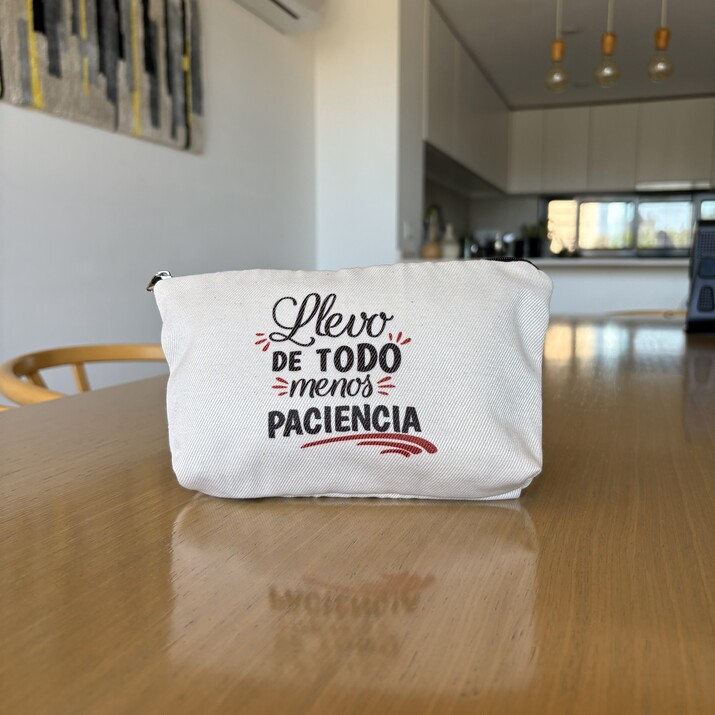 Llevo
DE TODO
menos
PACIENCIA